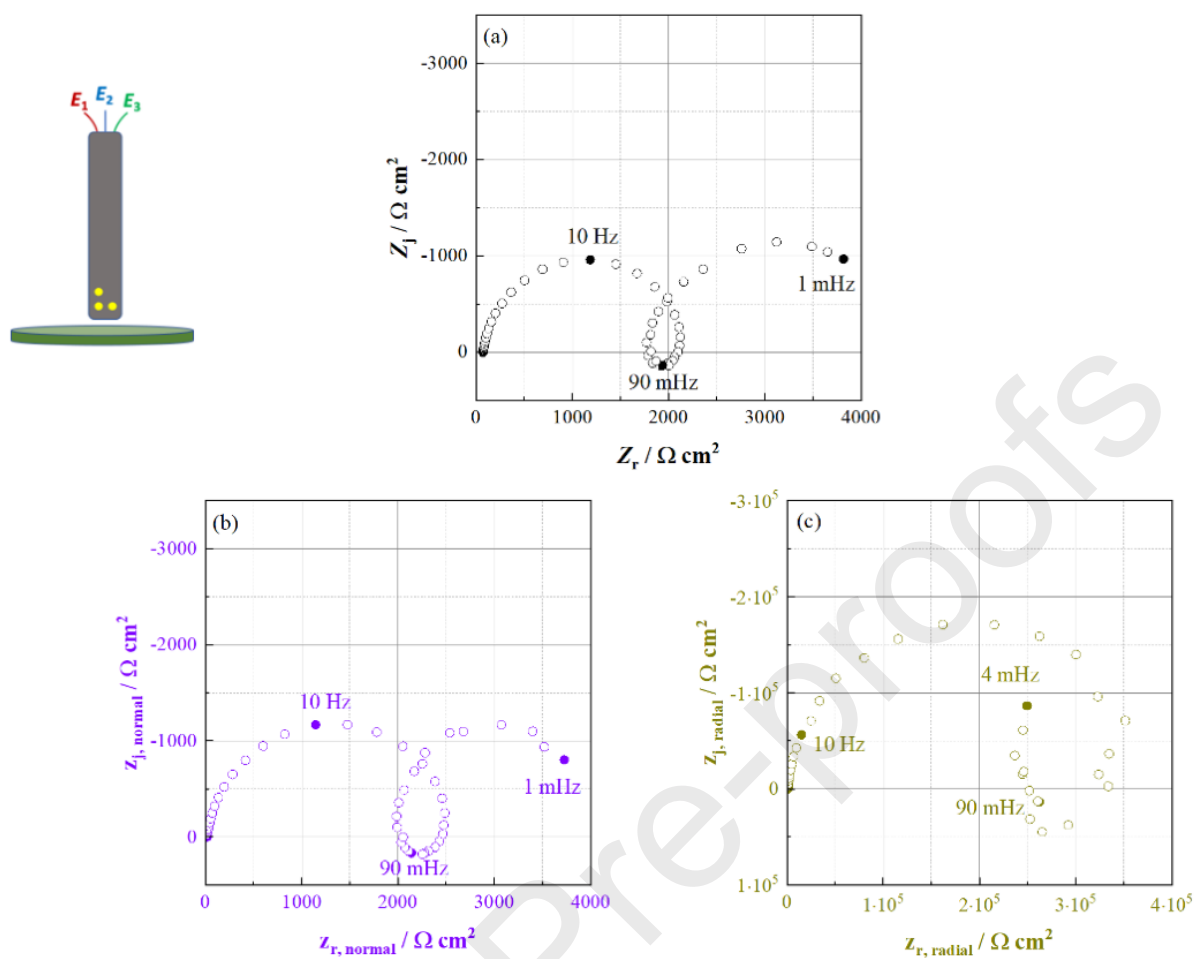 E₁ E₂ E₃
(a)
-3000
-2000
-1000
0
Zj / Ω cm²
10 Hz
1 mHz
90 mHz
0 1000 2000 3000 4000
Zr / Ω cm²
(b)
-3000
-2000
-1000
0
zj, normal / Ω cm²
10 Hz
1 mHz
90 mHz
0 1000 2000 3000 4000
zr, normal / Ω cm²
(c)
-3·10⁵
-2·10⁵
-1·10⁵
0
1·10⁵
zj, radial / Ω cm²
4 mHz
10 Hz
90 mHz
0 1·10⁵ 2·10⁵ 3·10⁵ 4·10⁵
zr, radial / Ω cm²
Pre-proofs